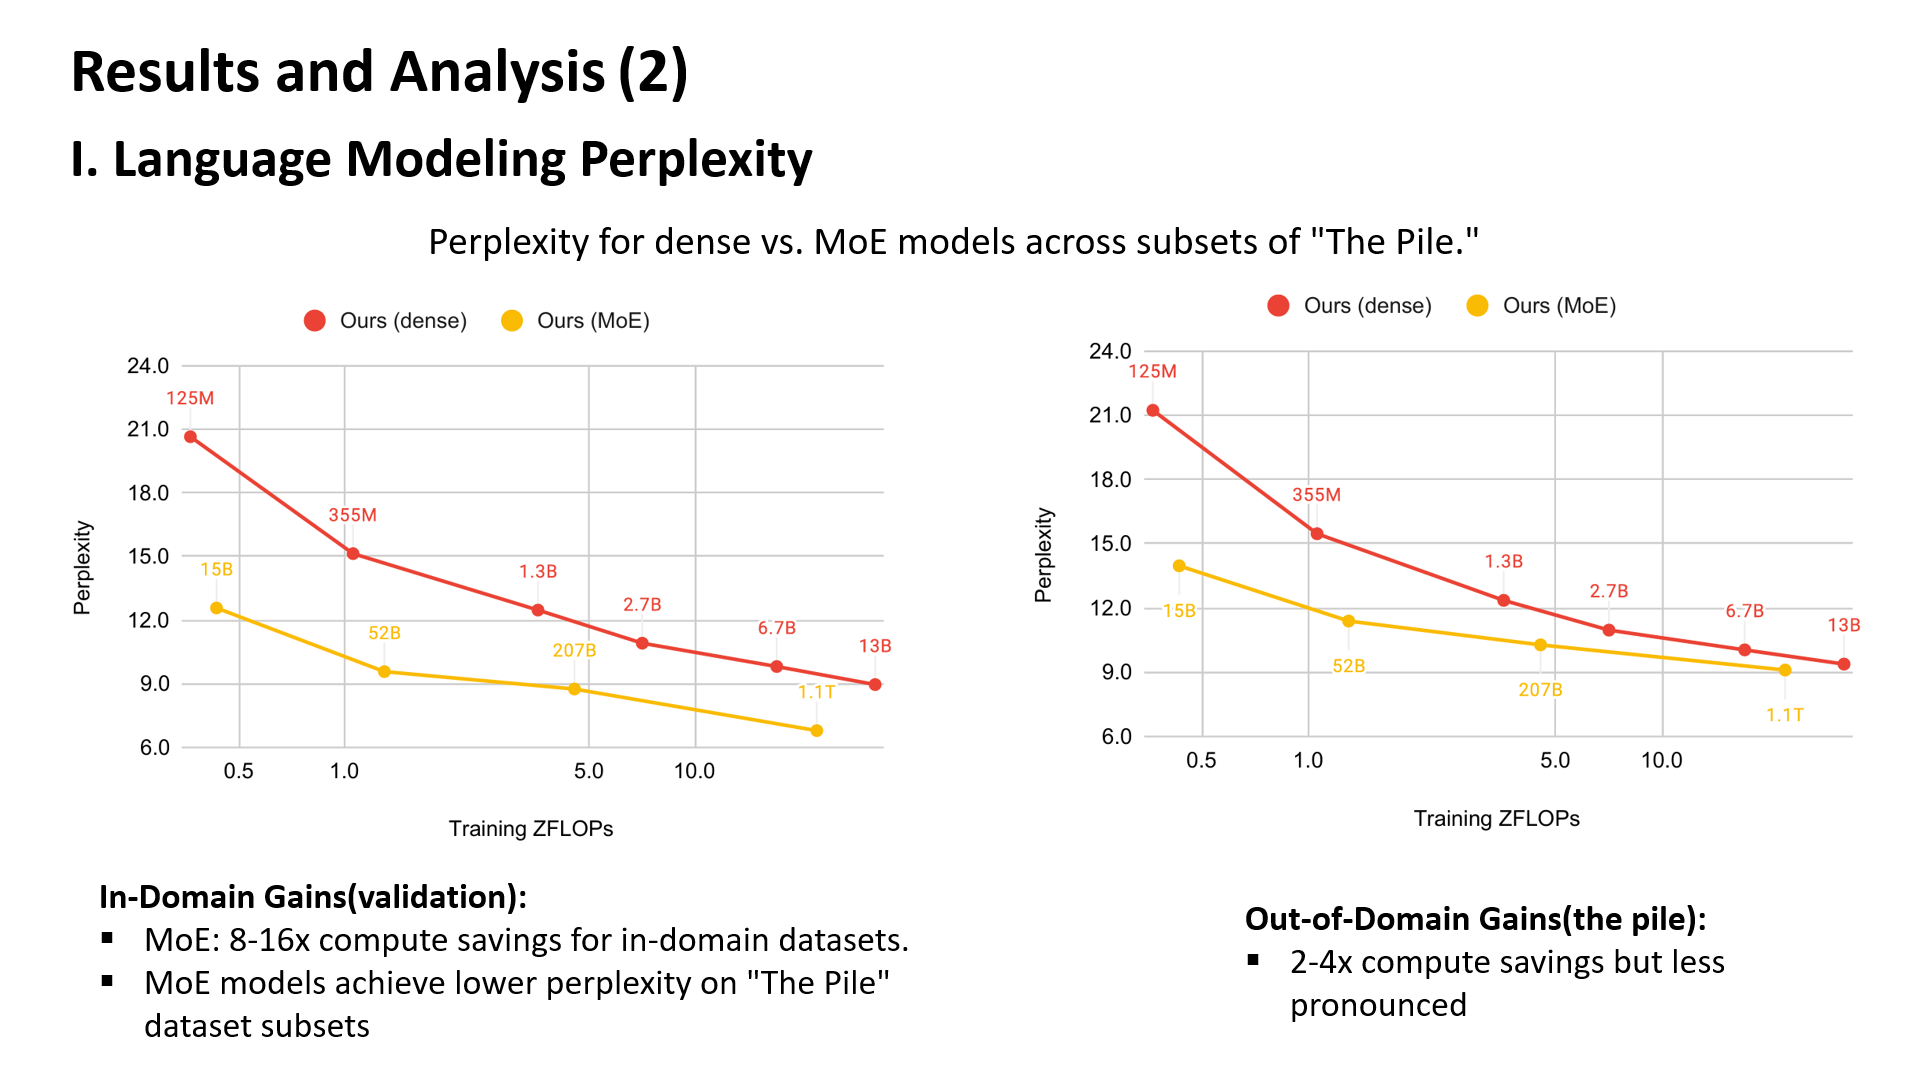 Results and Analysis (2)
I. Language Modeling Perplexity
Perplexity for dense vs. MoE models across subsets of "The Pile."
Ours (dense) Ours (MoE)
24.0
21.0
18.0
15.0
12.0
9.0
6.0
Perplexity
125M
355M
1.3B
2.7B
6.7B
13B
15B
52B
207B
1.1T
0.5 1.0 5.0 10.0
Training ZFLOPs
Ours (dense) Ours (MoE)
24.0
21.0
18.0
15.0
12.0
9.0
6.0
Perplexity
125M
355M
1.3B
2.7B
6.7B
13B
15B
52B
207B
1.1T
0.5 1.0 5.0 10.0
Training ZFLOPs
In-Domain Gains(validation):
▪ MoE: 8-16x compute savings for in-domain datasets.
▪ MoE models achieve lower perplexity on "The Pile"
dataset subsets
Out-of-Domain Gains(the pile):
▪ 2-4x compute savings but less
pronounced